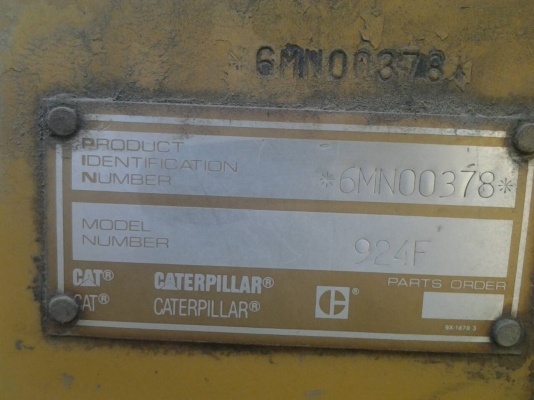 6MN00378
PRODUCT
IDENTIFICATION
NUMBER
*6MN00378*
MODEL
NUMBER
924F
CAT® CATERPILLAR®
PARTS ORDER
CAT® CATERPILLAR®
C®